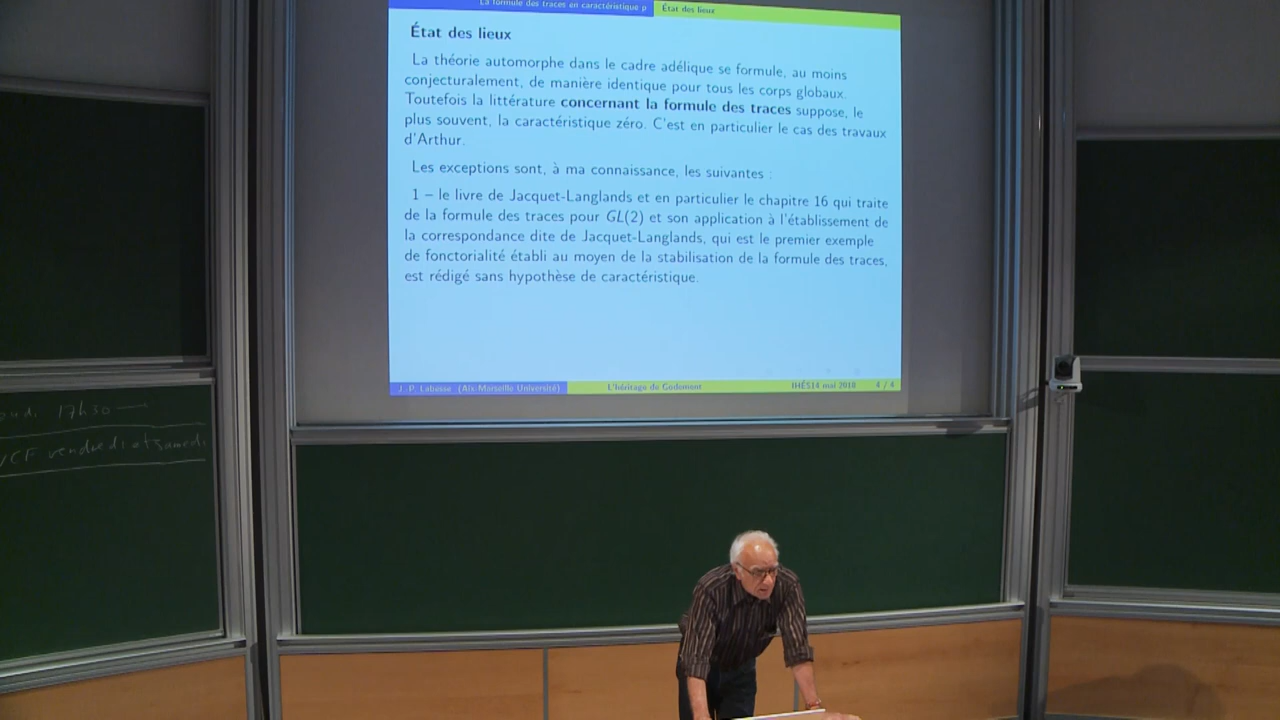 La formule des traces en caractéristique p
État des lieux
État des lieux
La théorie automorphe dans le cadre adélique se formule, au moins
conjecturalement, de manière identique pour tous les corps globaux.
Toutefois la littérature concernant la formule des traces suppose, le
plus souvent, la caractéristique zéro. C'est en particulier le cas des travaux
d'Arthur.
Les exceptions sont, à ma connaissance, les suivantes :
1 – le livre de Jacquet-Langlands et en particulier le chapitre 16 qui traite
de la formule des traces pour GL(2) et son application à l'établissement de
la correspondance dite de Jacquet-Langlands, qui est le premier exemple
de fonctorialité établi au moyen de la stabilisation de la formule des traces,
est rédigé sans hypothèse de caractéristique.
J.-P. Labesse (Aix-Marseille Université)
L'héritage de Godement
IHÉS14 mai 2018
4 / 4
17h30
vendredi et samedi